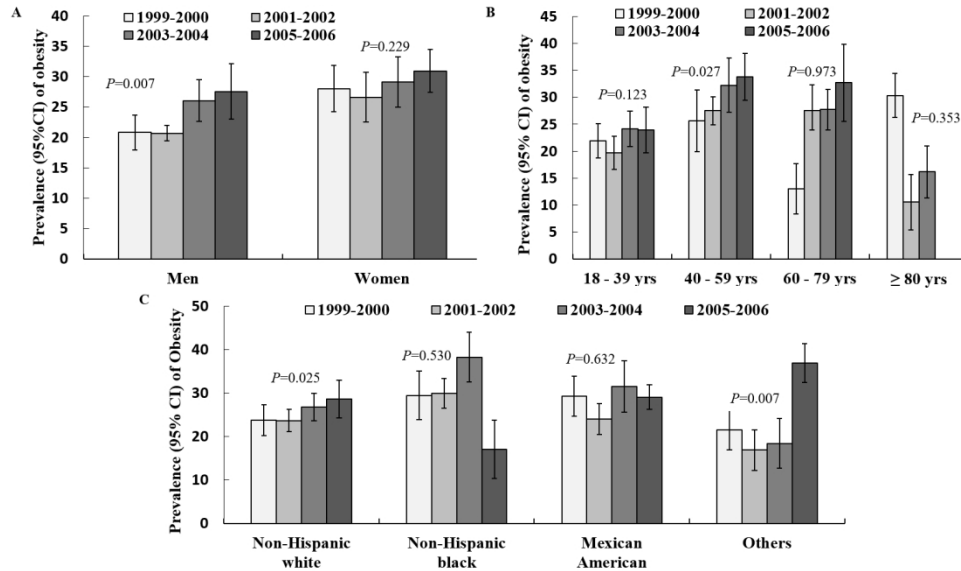 A
Prevalence (95%CI) of obesity
40
35
30
25
20
15
10
5
0
1999-2000 2001-2002
2003-2004 2005-2006
P=0.007
P=0.229
Men Women
B
Prevalence (95% CI) of obesity
45
40
35
30
25
20
15
10
5
0
1999-2000 2001-2002
2003-2004 2005-2006
P=0.123
P=0.027
P=0.973
P=0.353
18 - 39 yrs 40 - 59 yrs 60 - 79 yrs ≥ 80 yrs
C
Prevalence (95% CI) of Obesity
50
40
30
20
10
0
1999-2000 2001-2002 2003-2004 2005-2006
P=0.025
P=0.530
P=0.632
P=0.007
Non-Hispanic
white
Non-Hispanic
black
Mexican
American
Others